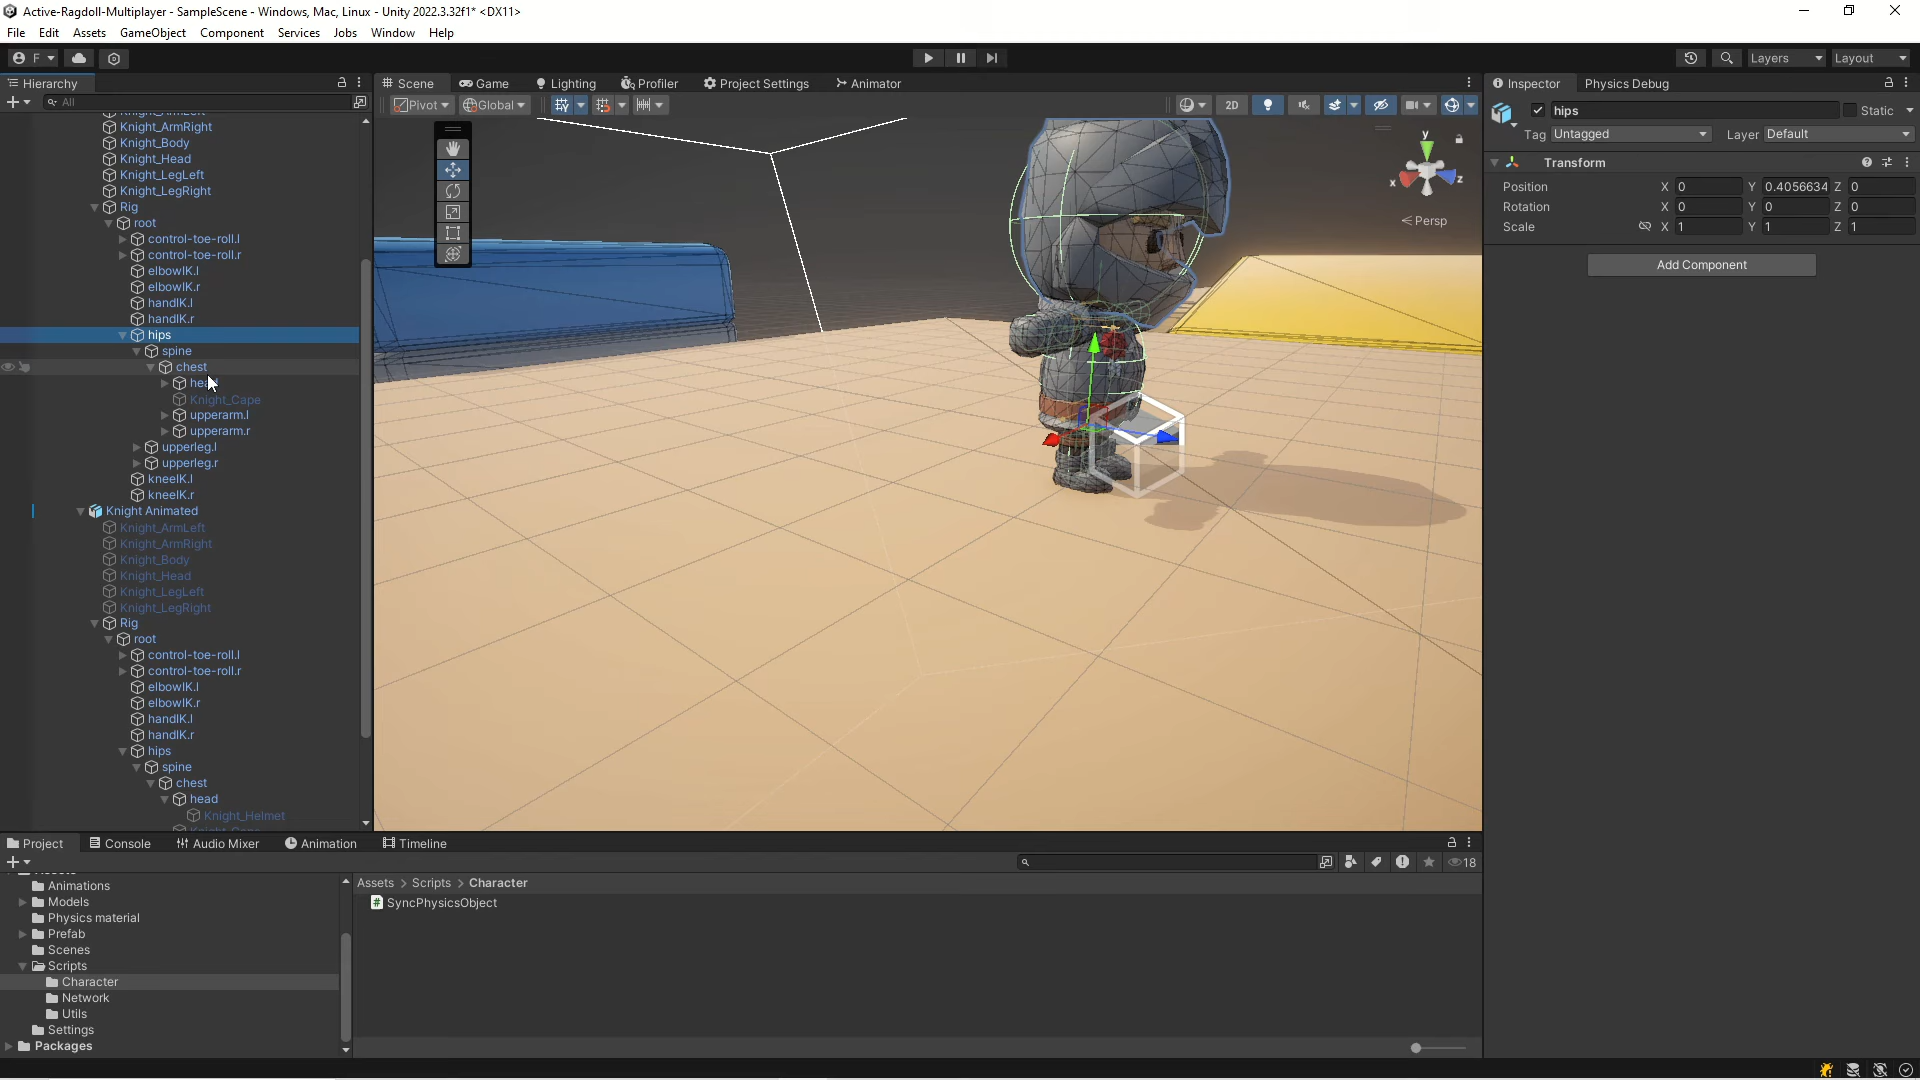 Active-Ragdoll-Multiplayer - SampleScene - Windows, Mac, Linux - Unity 2022.3.32f1* <DX11>
File Edit Assets GameObject Component Services Jobs Window Help
F
Layers Layout
Hierarchy
Scene Game Lighting Profiler Project Settings Animator
Inspector Physics Debug
All
Pivot Global
2D
hips Static
Tag Untagged Layer Default
Transform
Position X 0 Y 0.4056634 Z 0
Rotation X 0 Y 0 Z 0
Scale X 1 Y 1 Z 1
Add Component
y
x
z
< Persp
Knight_ArmLeft
Knight_ArmRight
Knight_Body
Knight_Head
Knight_LegLeft
Knight_LegRight
Rig
root
control-toe-roll.l
control-toe-roll.r
elbowIK.l
elbowIK.r
handIK.l
handIK.r
hips
spine
chest
head
Knight_Cape
upperarm.l
upperarm.r
upperleg.l
upperleg.r
kneeIK.l
kneeIK.r
Knight Animated
Knight_ArmLeft
Knight_ArmRight
Knight_Body
Knight_Head
Knight_LegLeft
Knight_LegRight
Rig
root
control-toe-roll.l
control-toe-roll.r
elbowIK.l
elbowIK.r
handIK.l
handIK.r
hips
spine
chest
head
Knight_Helmet
Knight_Cape
Project Console Audio Mixer Animation Timeline
18
Assets > Scripts > Character
SyncPhysicsObject
Animations
Models
Physics material
Prefab
Scenes
Scripts
Character
Network
Utils
Settings
Packages